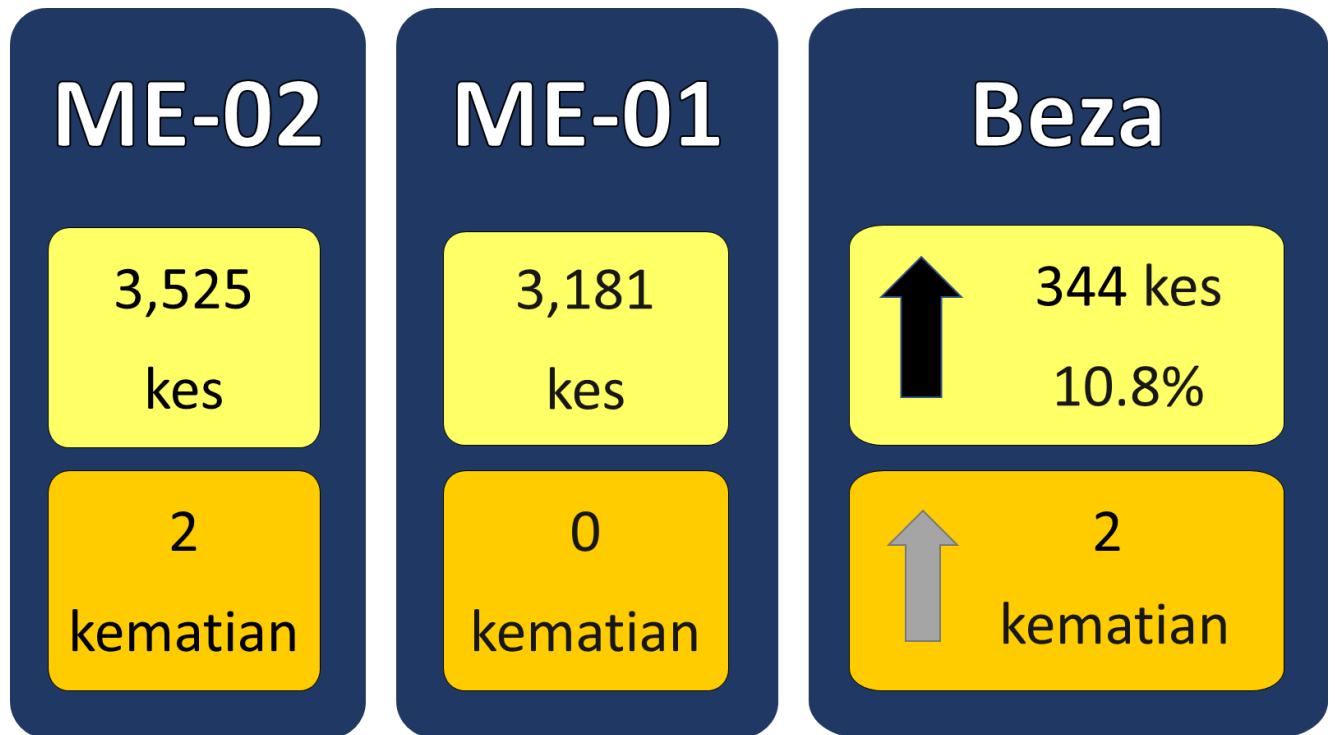 ME-02
3,525
kes
2
kematian
ME-01
3,181
kes
0
kematian
Beza
344 kes
10.8%
2
kematian